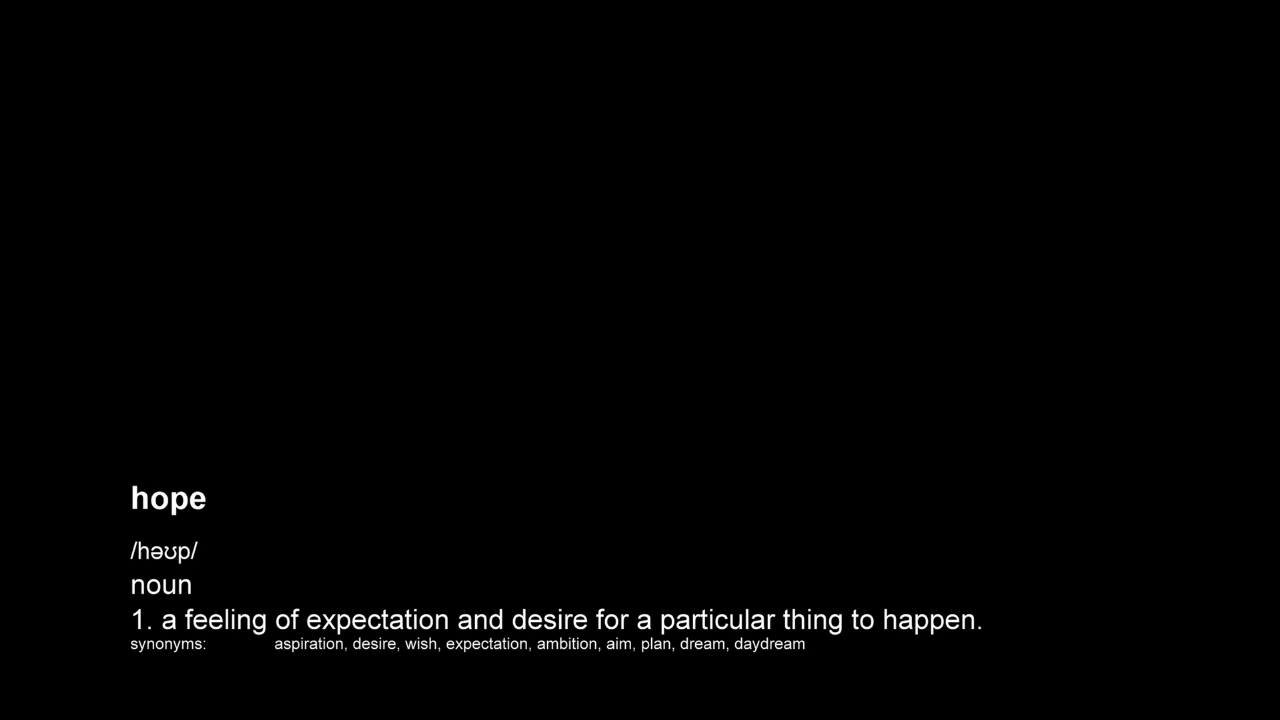 hope
/həʊp/
noun
1. a feeling of expectation and desire for a particular thing to happen.
synonyms: aspiration, desire, wish, expectation, ambition, aim, plan, dream, daydream